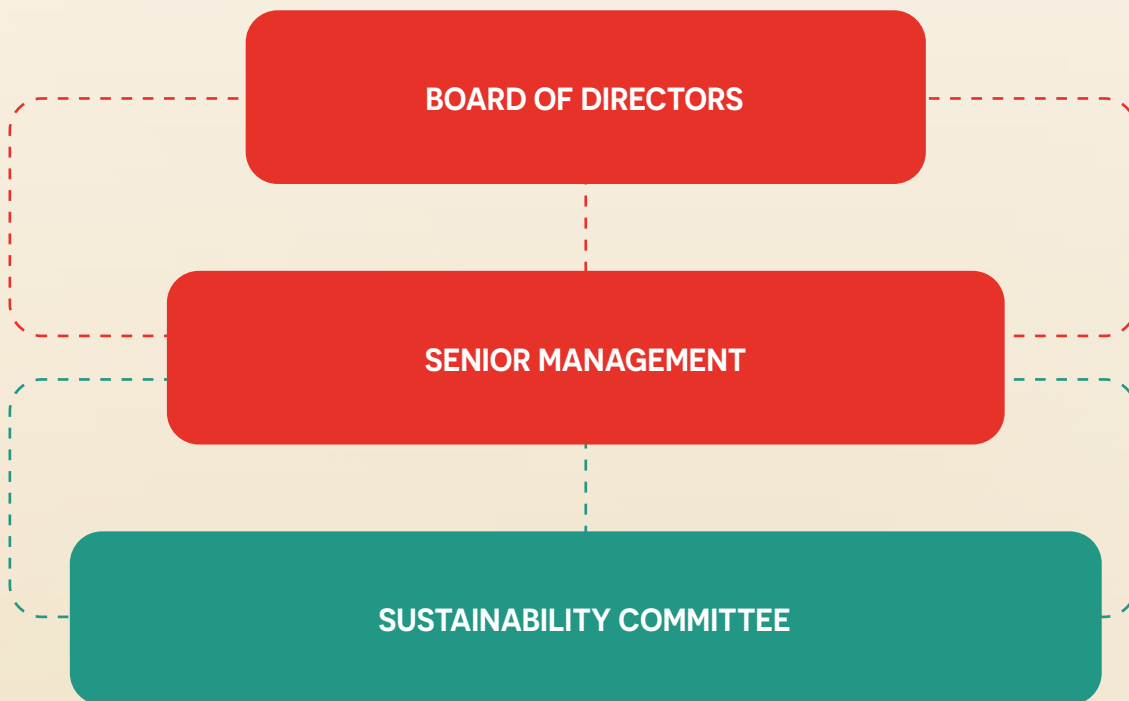 BOARD OF DIRECTORS
SENIOR MANAGEMENT
SUSTAINABILITY COMMITTEE